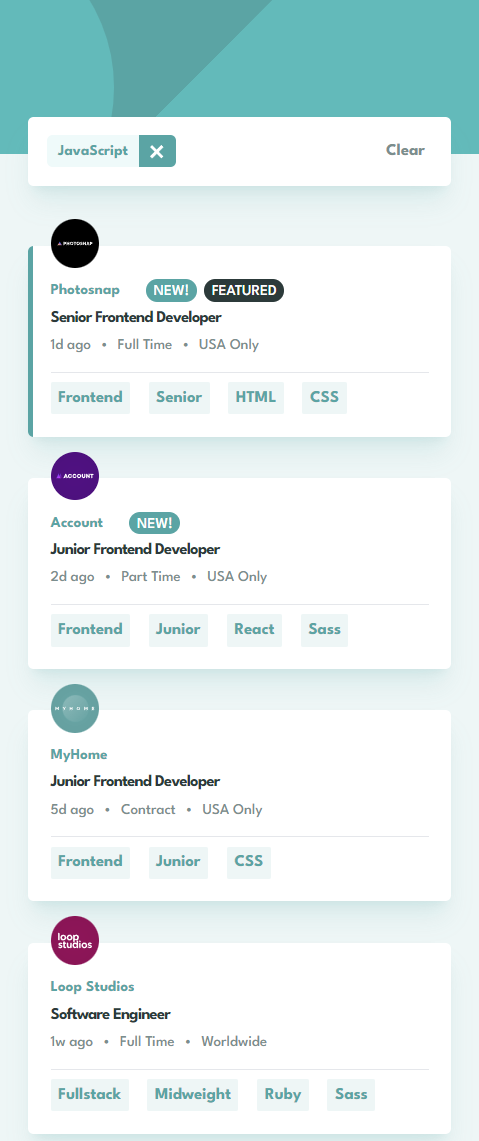 JavaScript Clear
PHOTOSNAP
Photosnap NEW! FEATURED
Senior Frontend Developer
1d ago • Full Time • USA Only
Frontend Senior HTML CSS
ACCOUNT
Account NEW!
Junior Frontend Developer
2d ago • Part Time • USA Only
Frontend Junior React Sass
MYHOME
MyHome
Junior Frontend Developer
5d ago • Contract • USA Only
Frontend Junior CSS
loop
studios
Loop Studios
Software Engineer
1w ago • Full Time • Worldwide
Fullstack Midweight Ruby Sass